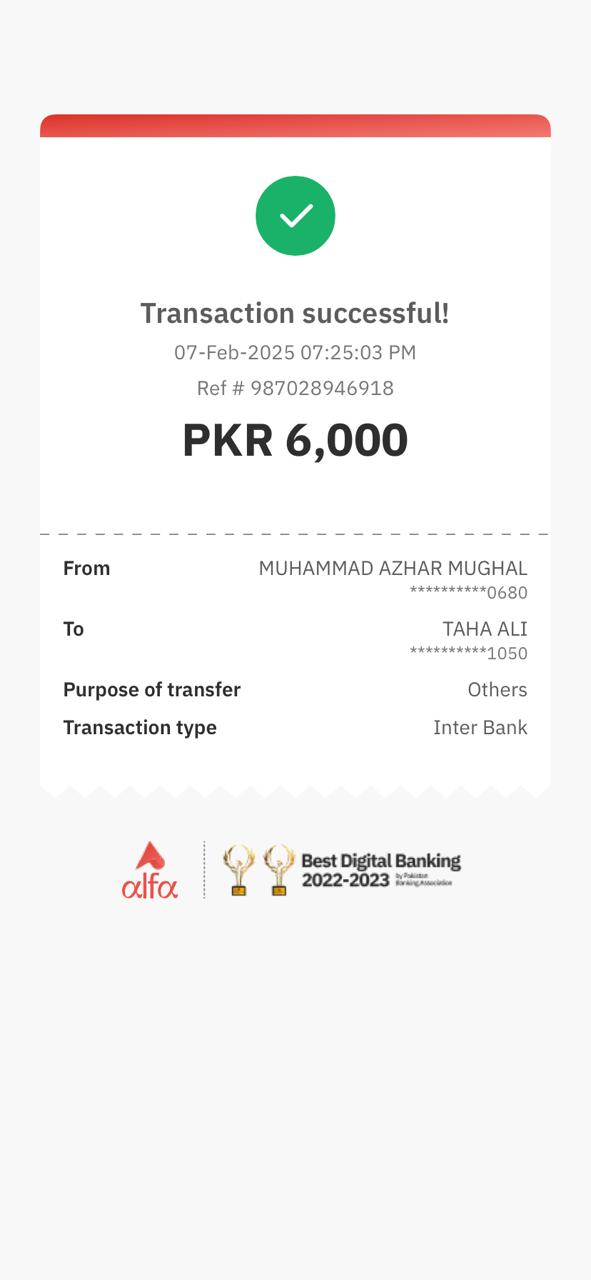 Transaction successful!
07-Feb-2025 07:25:03 PM
Ref # 987028946918
PKR 6,000
From MUHAMMAD AZHAR MUGHAL
**********0680
To TAHA ALI
**********1050
Purpose of transfer Others
Transaction type Inter Bank
alfa
Best Digital Banking
2022-2023 by Pakistan
Banking Association